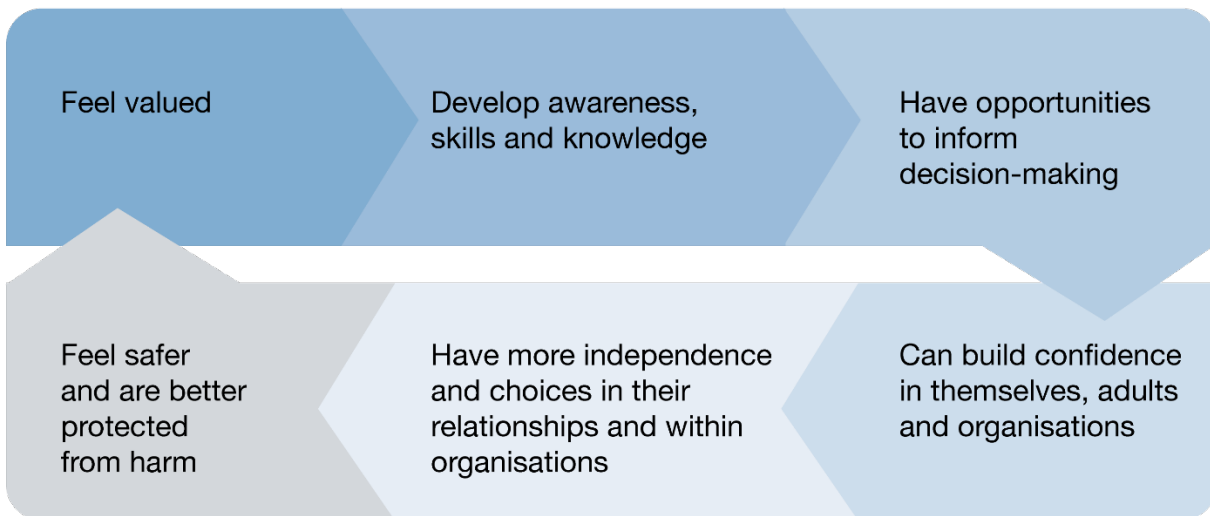 Feel valued
Develop awareness,
skills and knowledge
Have opportunities
to inform
decision-making
Can build confidence
in themselves, adults
and organisations
Have more independence
and choices in their
relationships and within
organisations
Feel safer
and are better
protected
from harm